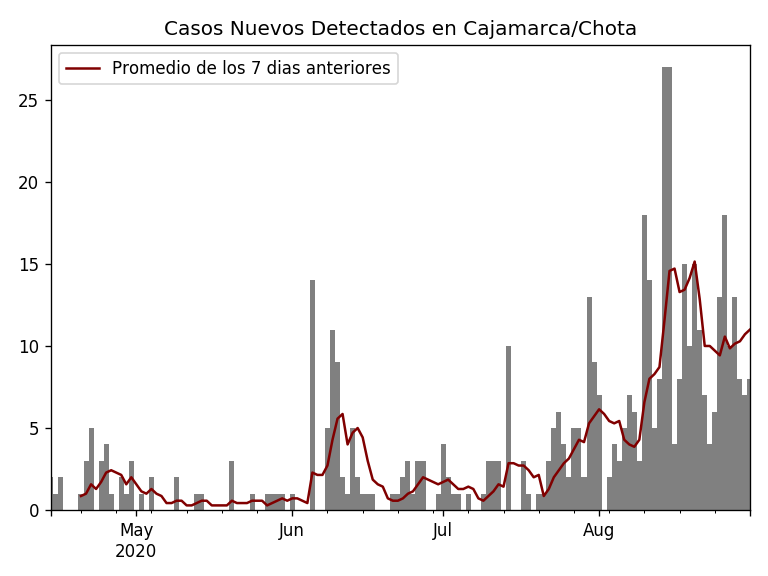 Casos Nuevos Detectados en Cajamarca/Chota
Promedio de los 7 dias anteriores
25
20
15
10
5
0
May
2020
Jun
Jul
Aug